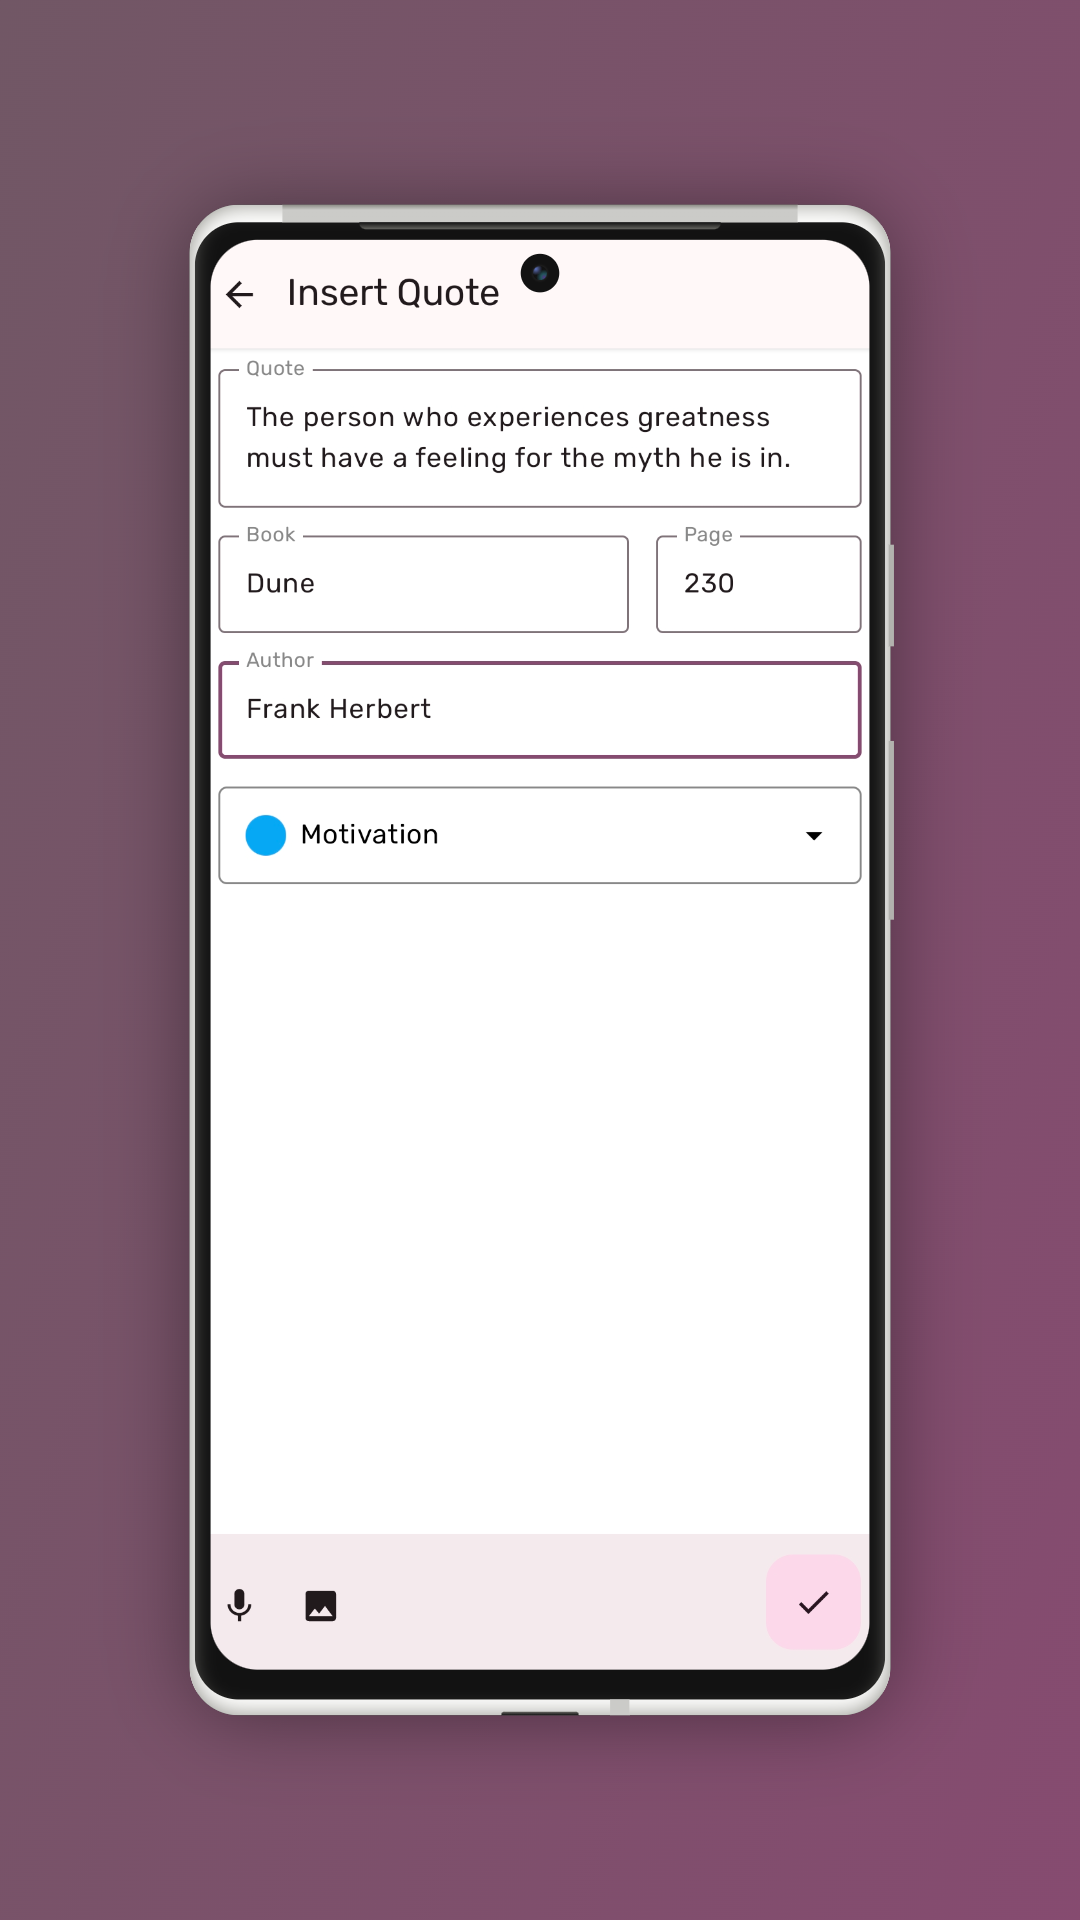 Insert Quote
Quote
The person who experiences greatness
must have a feeling for the myth he is in.
Book
Page
Dune
230
Author
Frank Herbert
Motivation